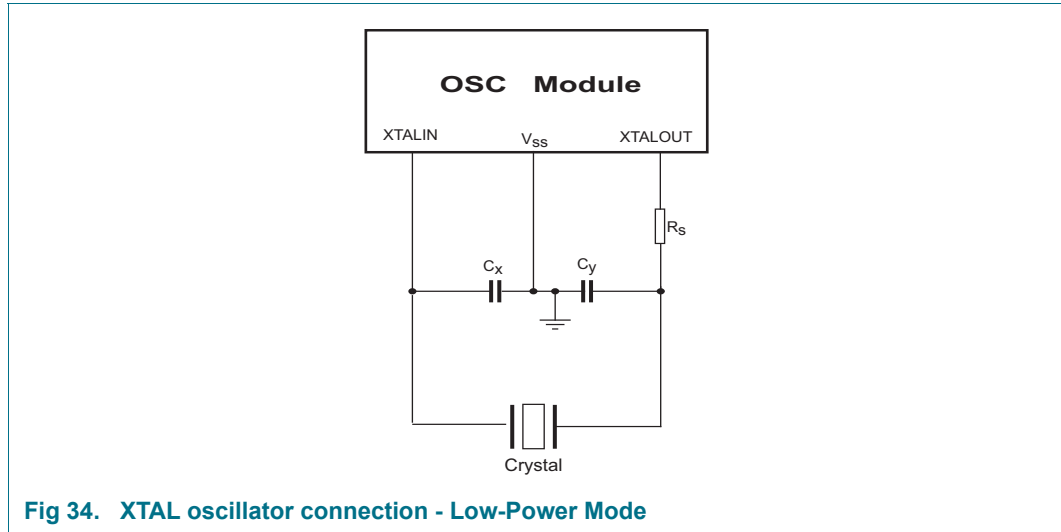 OSC Module
XTALIN
Vss
XTALOUT
Rs
Cx
Cy
Crystal
Fig 34. XTAL oscillator connection - Low-Power Mode